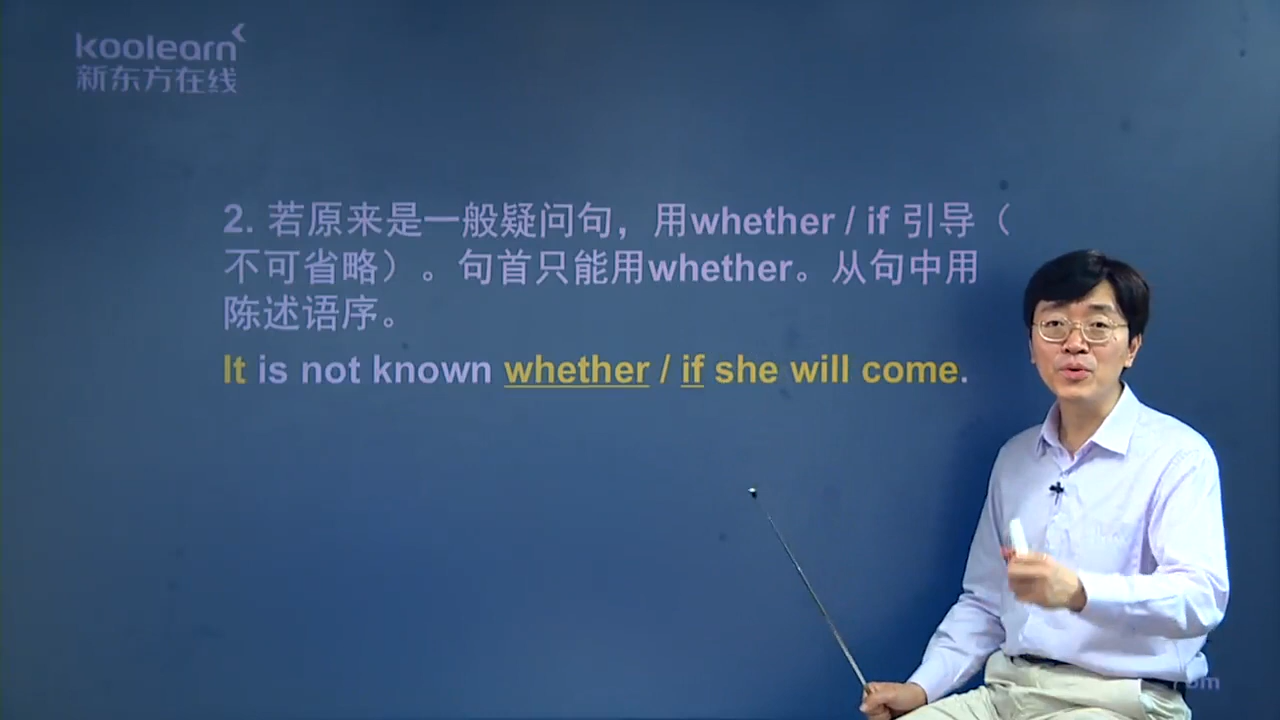 koolearn
新东方在线
2. 若原来是一般疑问句，用whether / if 引导（
不可省略）。句首只能用whether。从句中用
陈述语序。
It is not known whether / if she will come.